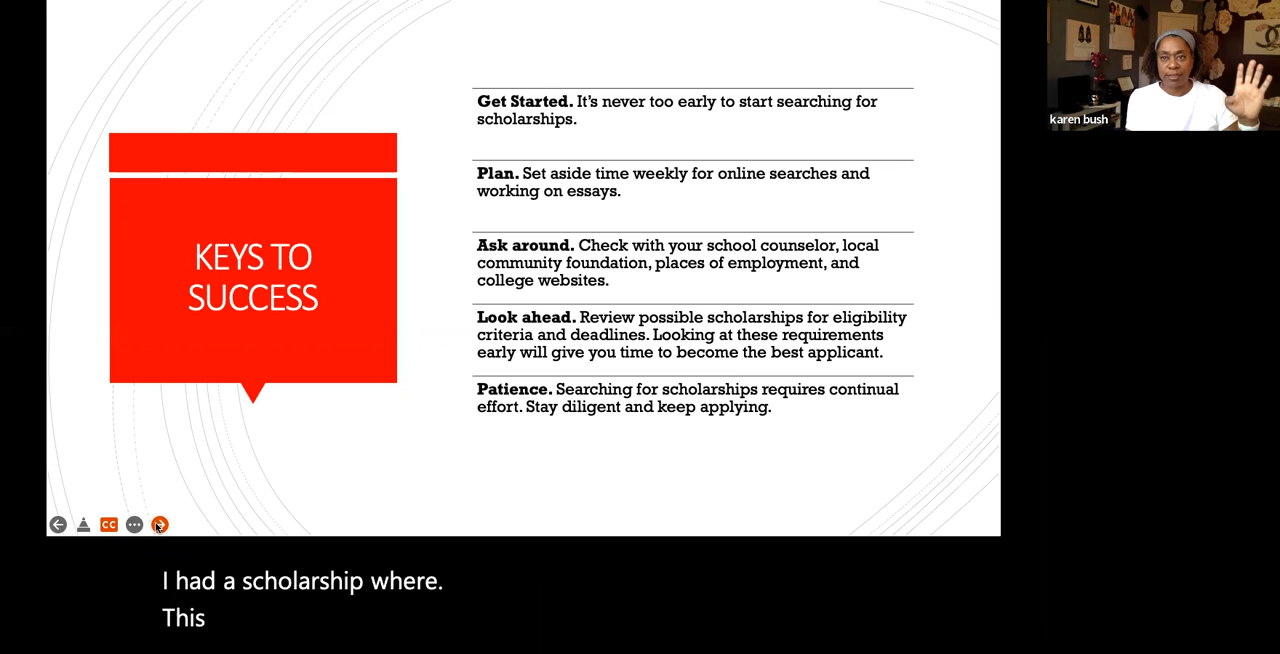 KEYS TO
SUCCESS
Get Started. It's never too early to start searching for
scholarships.
Plan. Set aside time weekly for online searches and
working on essays.
Ask around. Check with your school counselor, local
community foundation, places of employment, and
college websites.
Look ahead. Review possible scholarships for eligibility
criteria and deadlines. Looking at these requirements
early will give you time to become the best applicant.
Patience. Searching for scholarships requires continual
effort. Stay diligent and keep applying.
karen bush
CC
I had a scholarship where.
This